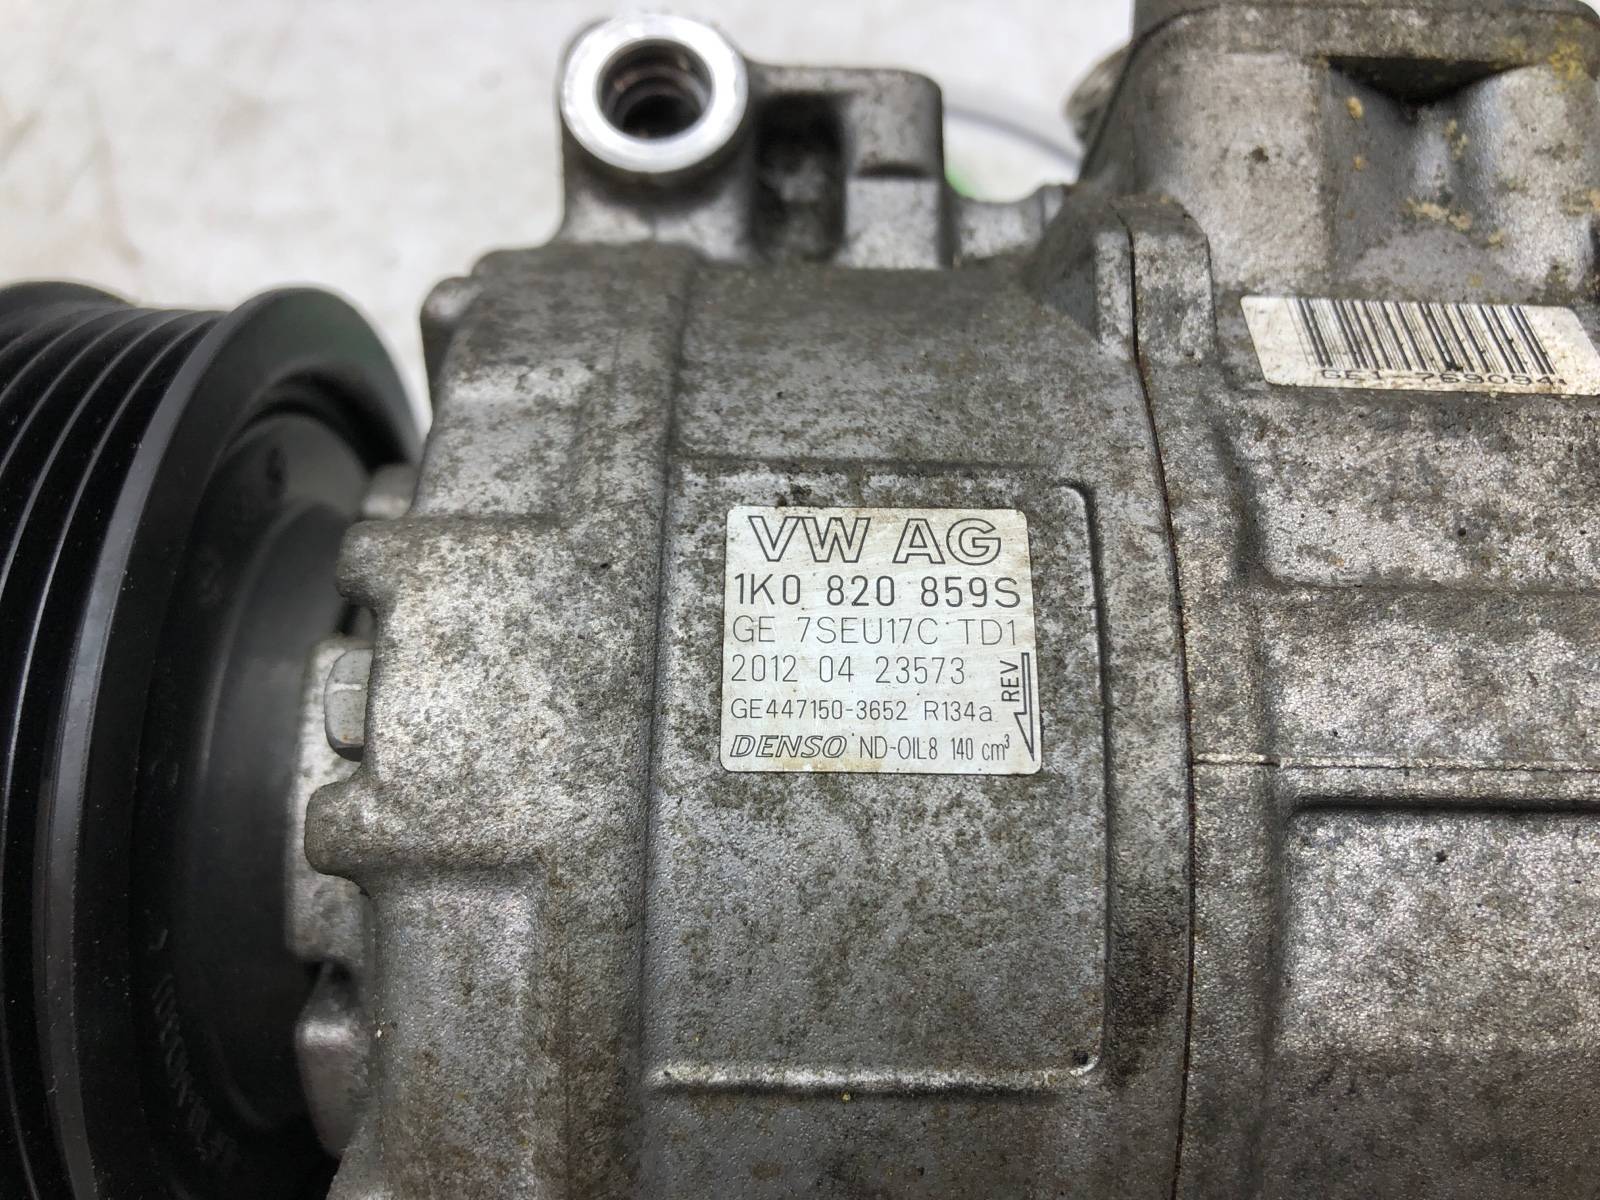 VW AG
1K0 820 859S
GE 7SEU17C TD1
2012 04 23573
GE447150-3652 R134a
DENSO ND-OIL8 140 cm³
REV